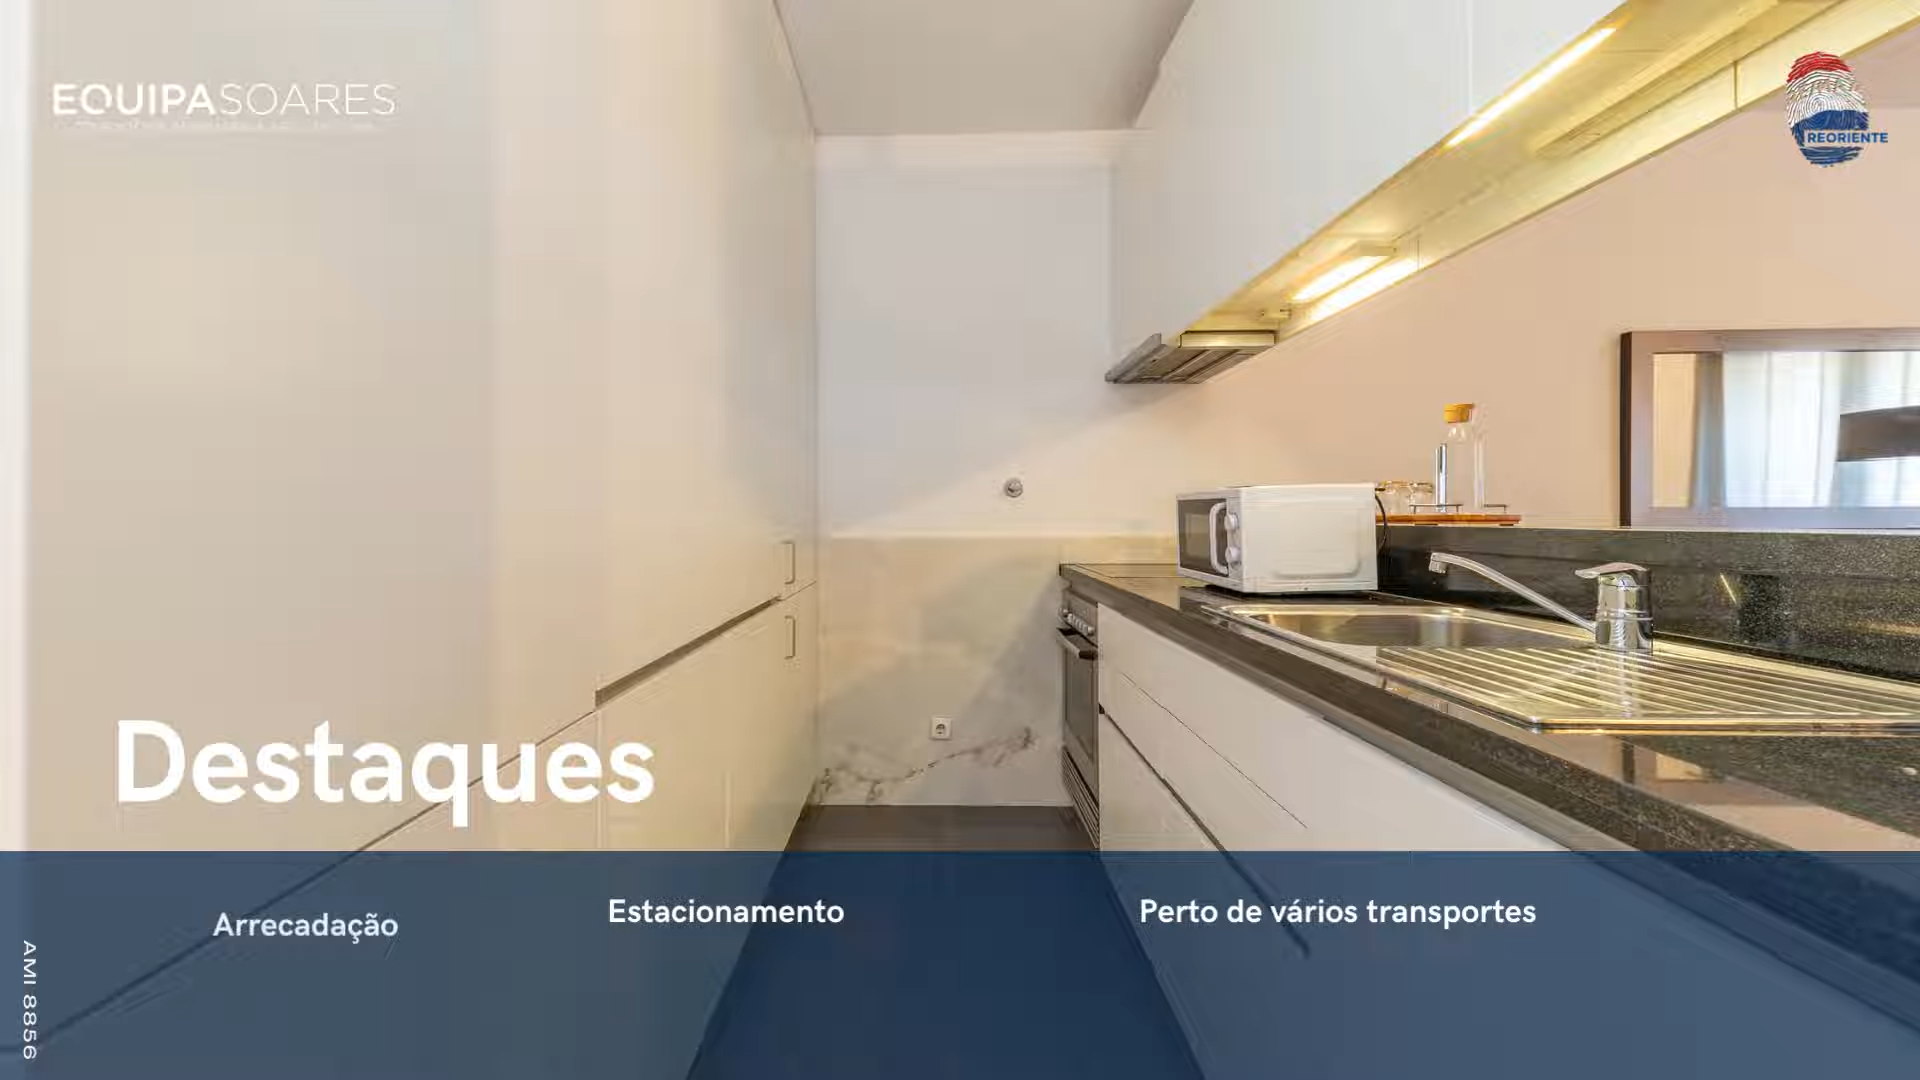 EQUIPASOARES
REORIENTE
Destaques
Arrecadação
Estacionamento
Perto de vários transportes
AMI 8856